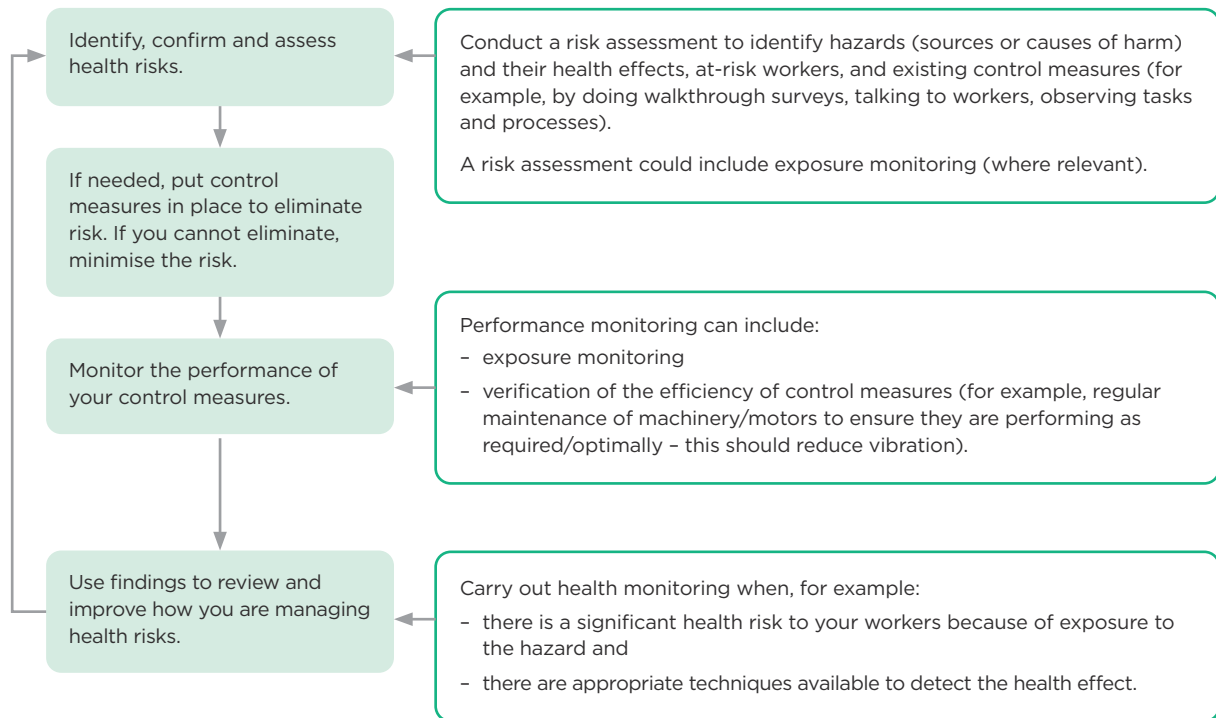 Identify, confirm and assess
health risks.
Conduct a risk assessment to identify hazards (sources or causes of harm)
and their health effects, at-risk workers, and existing control measures (for
example, by doing walkthrough surveys, talking to workers, observing tasks
and processes).
A risk assessment could include exposure monitoring (where relevant).
If needed, put control
measures in place to eliminate
risk. If you cannot eliminate,
minimise the risk.
Monitor the performance of
your control measures.
Performance monitoring can include:
– exposure monitoring
– verification of the efficiency of control measures (for example, regular
maintenance of machinery/motors to ensure they are performing as
required/optimally – this should reduce vibration).
Use findings to review and
improve how you are managing
health risks.
Carry out health monitoring when, for example:
– there is a significant health risk to your workers because of exposure to
the hazard and
– there are appropriate techniques available to detect the health effect.